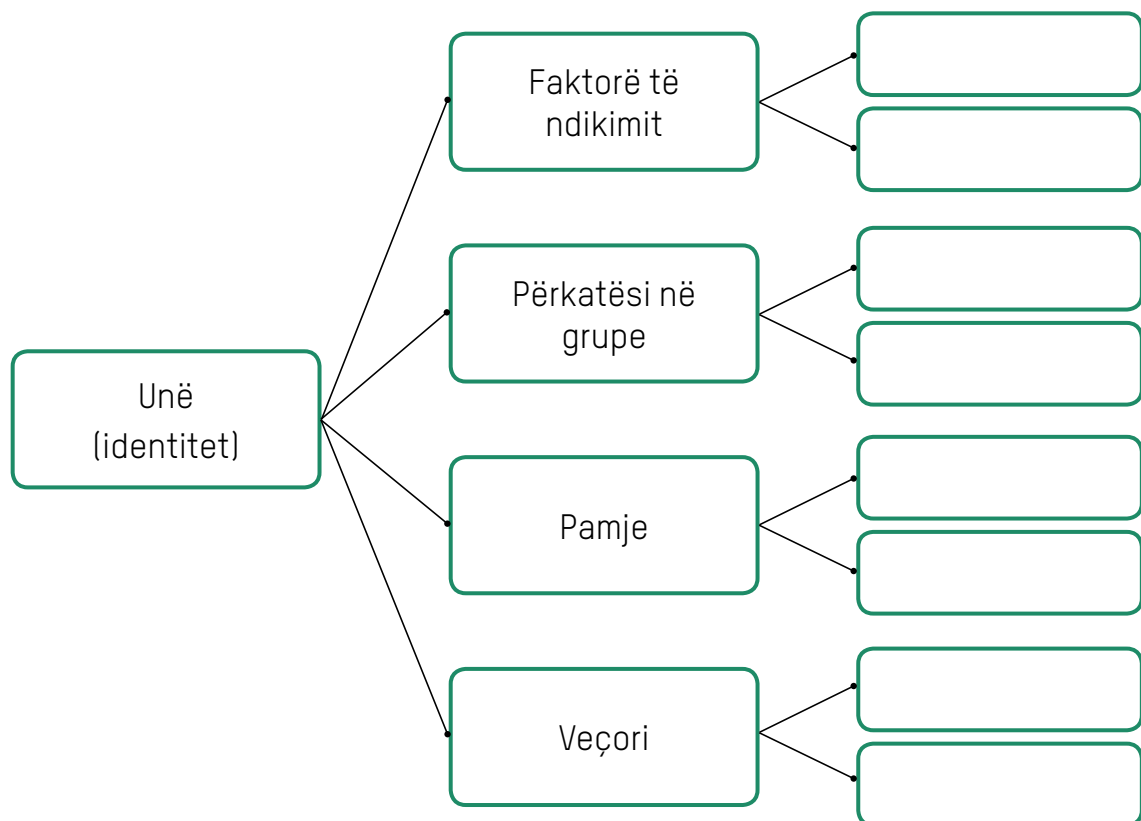 Faktorë të
ndikimit
Përkatësi në
grupe
Unë
(identitet)
Pamje
Veçori